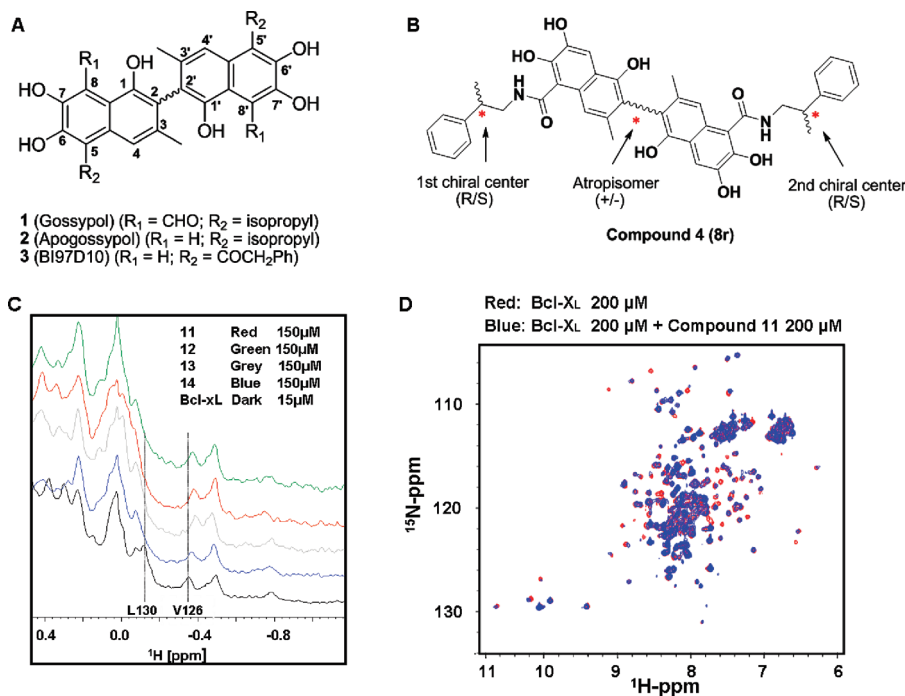 A
R₁
OH
1
8
2
7
HO
HO
6
5
R₂
4
3
3'
4'
R₂
5'
OH
6'
2'
1'
8'
7'
OH
OH
R₁
1 (Gossypol) (R₁ = CHO; R₂ = isopropyl)
2 (Apogossypol) (R₁ = H; R₂ = isopropyl)
3 (BI97D10) (R₁ = H; R₂ = COCH₂Ph)
B
OH
HO
OH
H
N
O
*
*
*
O
H
N
HO
OH
OH
1st chiral center
(R/S)
Atropisomer
(+/-)
2nd chiral center
(R/S)
Compound 4 (8r)
C
11 Red 150μM
12 Green 150μM
13 Grey 150μM
14 Blue 150μM
Bcl-xL Dark 15μM
L130 V126
0.4 0.0 -0.4 -0.8
¹H [ppm]
D
Red: Bcl-XL 200 μM
Blue: Bcl-XL 200 μM + Compound 11 200 μM
110
120
130
¹⁵N-ppm
11 10 9 8 7 6
¹H-ppm